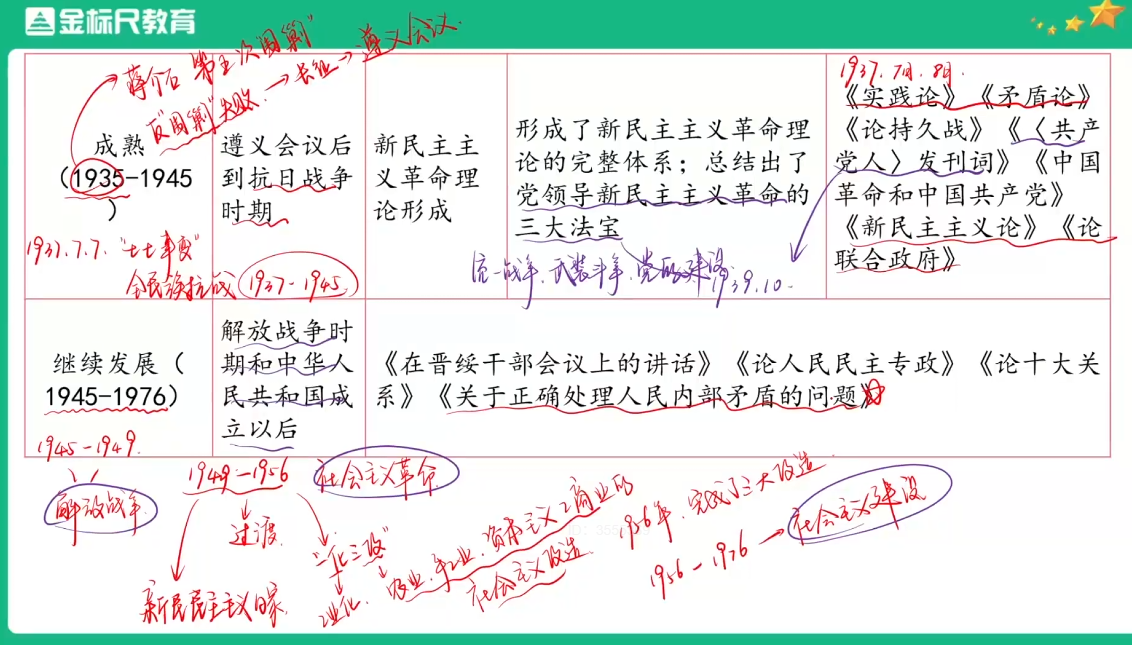 金标尺教育
蒋介石 第五次"围剿"
反"围剿"失败 → 长征 → 遵义会议
成熟
（1935-1945
）
遵义会议后
到抗日战争
时期
新民主主
义革命理
论形成
形成了新民主主义革命理
论的完整体系；总结出了
党领导新民主主义革命的
三大法宝
统一战争、武装斗争、党的建设
1937.7月.8月.
《实践论》《矛盾论》
《论持久战》《〈共产
党人〉发刊词》《中国
革命和中国共产党》
《新民主主义论》《论
联合政府》
1939.10.
1937.7.7."七七事变"
全民族抗战 1937-1945
继续发展（
1945-1976）
解放战争时
期和中华人
民共和国成
立以后
《在晋绥干部会议上的讲话》《论人民民主专政》《论十大关
系》《关于正确处理人民内部矛盾的问题》
1945-1949.
解放战争
1949-1956 社会主义革命
过渡.
新民民主主义国家.
"一化三改"
工业化.
农业、手工业、资本主义工商业的
社会主义改造.
1956年.完成了三大改造.
1956-1976 → 社会主义建设